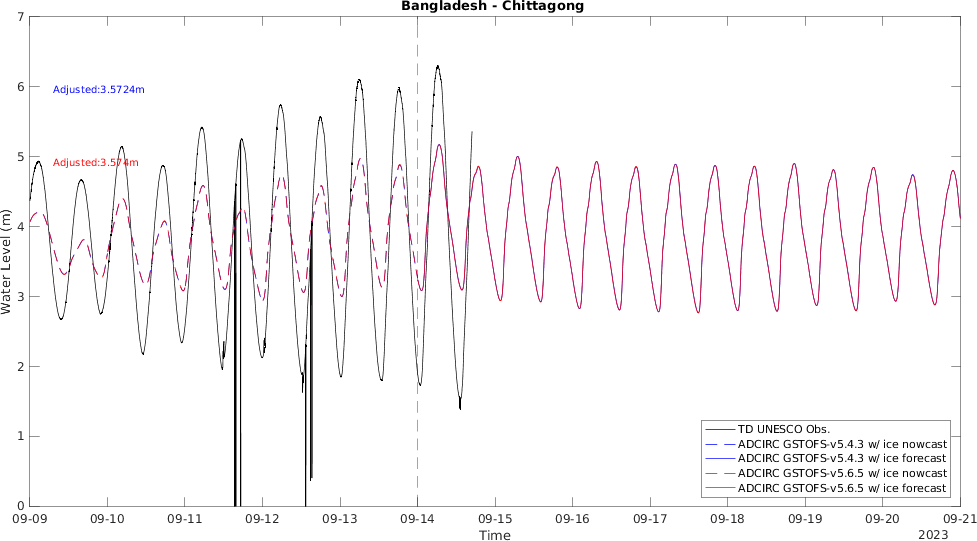 Bangladesh - Chittagong
7
6
5
4
3
2
1
0
Water Level (m)
Adjusted:3.5724m
Adjusted:3.574m
TD UNESCO Obs.
ADCIRC GSTOFS-v5.4.3 w/ ice nowcast
ADCIRC GSTOFS-v5.4.3 w/ ice forecast
ADCIRC GSTOFS-v5.6.5 w/ ice nowcast
ADCIRC GSTOFS-v5.6.5 w/ ice forecast
09-09 09-10 09-11 09-12 09-13 09-14 09-15 09-16 09-17 09-18 09-19 09-20 09-21
Time
2023